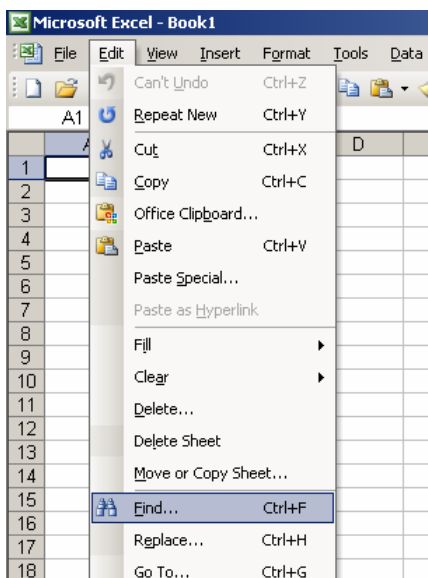 Microsoft Excel - Book1
File Edit View Insert Format Tools Data
A1
D
Can't Undo Ctrl+Z
Repeat New Ctrl+Y
Cut Ctrl+X
Copy Ctrl+C
Office Clipboard...
Paste Ctrl+V
Paste Special...
Paste as Hyperlink
Fill
Clear
Delete...
Delete Sheet
Move or Copy Sheet...
Find... Ctrl+F
Replace... Ctrl+H
Go To... Ctrl+G
1
2
3
4
5
6
7
8
9
10
11
12
13
14
15
16
17
18